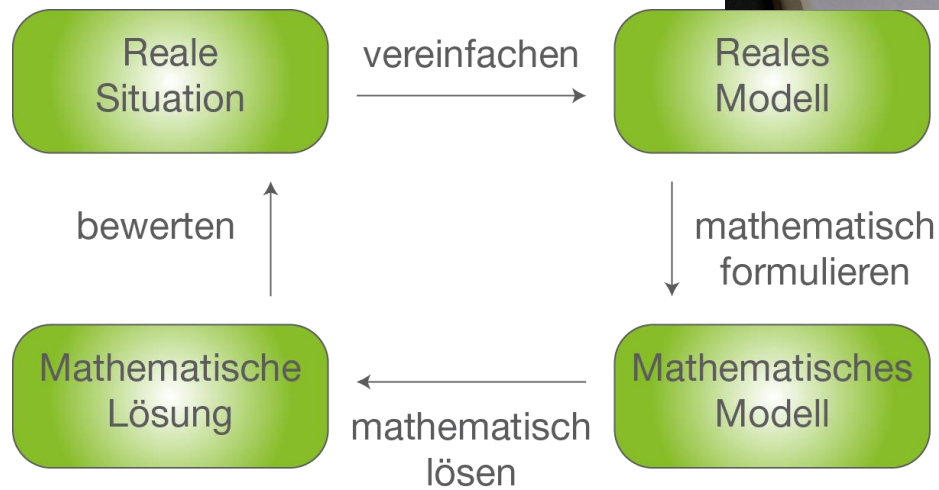 Reale
Situation
vereinfachen
Reales
Modell
bewerten
mathematisch
formulieren
Mathematische
Lösung
mathematisch
lösen
Mathematisches
Modell